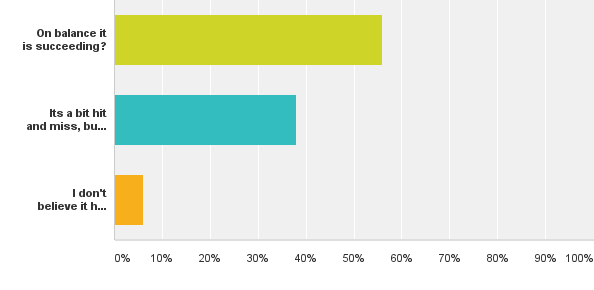 On balance it
is succeeding?
Its a bit hit
and miss, bu...
I don't
believe it h...
0% 10% 20% 30% 40% 50% 60% 70% 80% 90% 100%